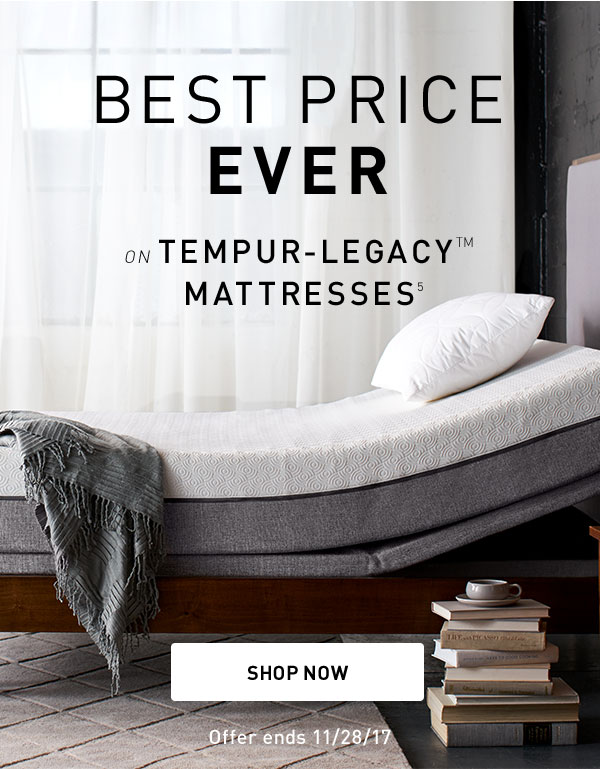 BEST PRICE
EVER
ON TEMPUR-LEGACY™
MATTRESSES⁵
SHOP NOW
Offer ends 11/28/17